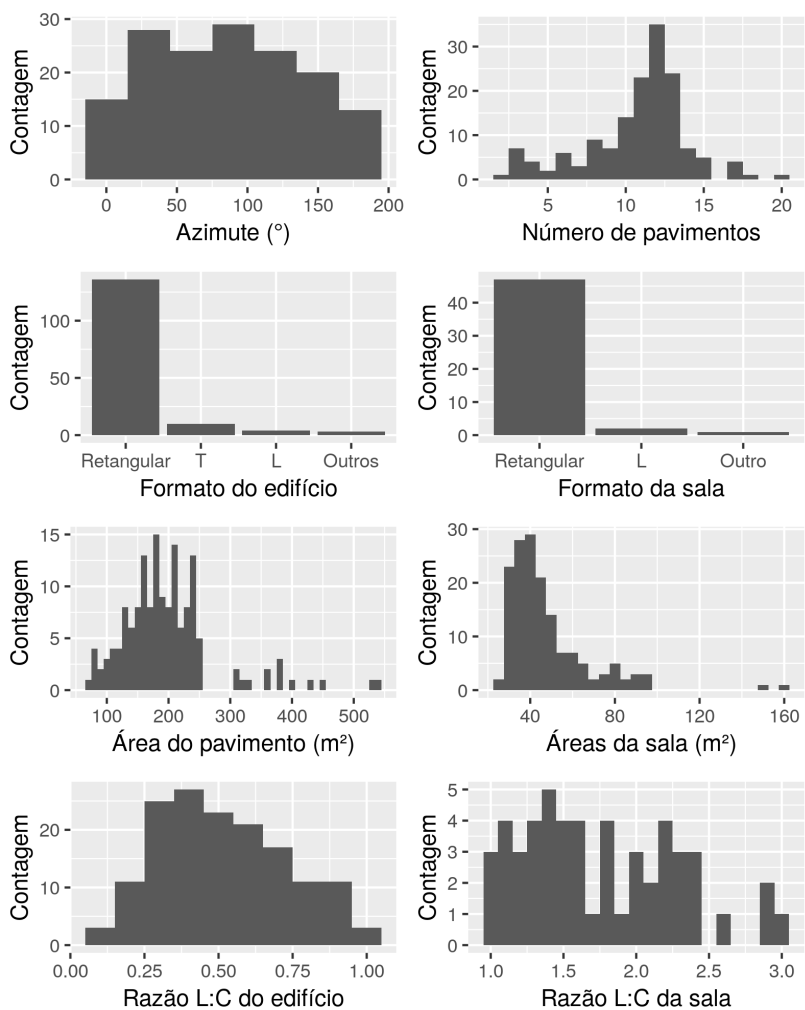 Contagem
30
20
10
0
0
50
100
150
200
Azimute (°)
Contagem
30
20
10
0
5
10
15
20
Número de pavimentos
Contagem
100
50
0
Retangular
T
L
Outros
Formato do edifício
Contagem
40
30
20
10
0
Retangular
L
Outro
Formato da sala
Contagem
15
10
5
0
100
200
300
400
500
Área do pavimento (m²)
Contagem
30
20
10
0
40
80
120
160
Áreas da sala (m²)
Contagem
20
10
0
0.00
0.25
0.50
0.75
1.00
Razão L:C do edifício
Contagem
5
4
3
2
1
0
1.0
1.5
2.0
2.5
3.0
Razão L:C da sala